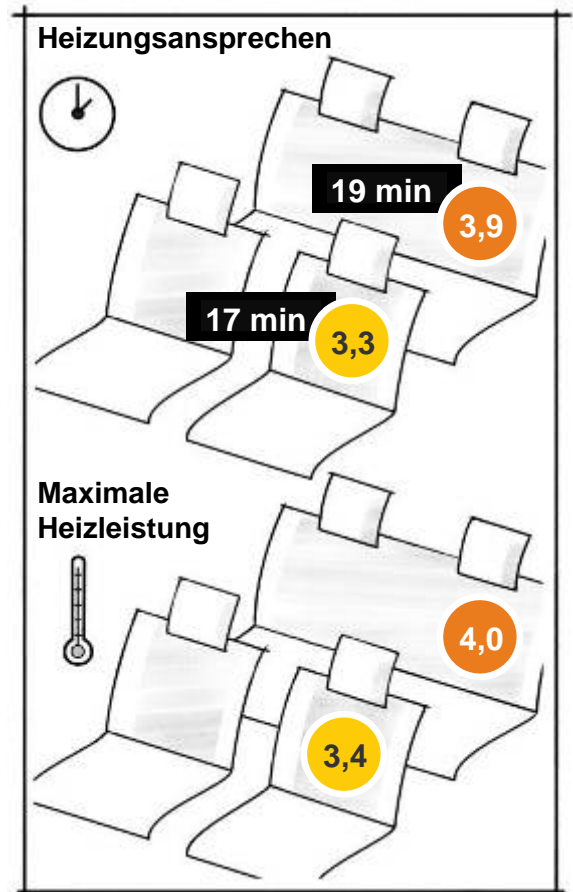 Heizungsansprechen
19 min
3,9
17 min
3,3
Maximale
Heizleistung
4,0
3,4